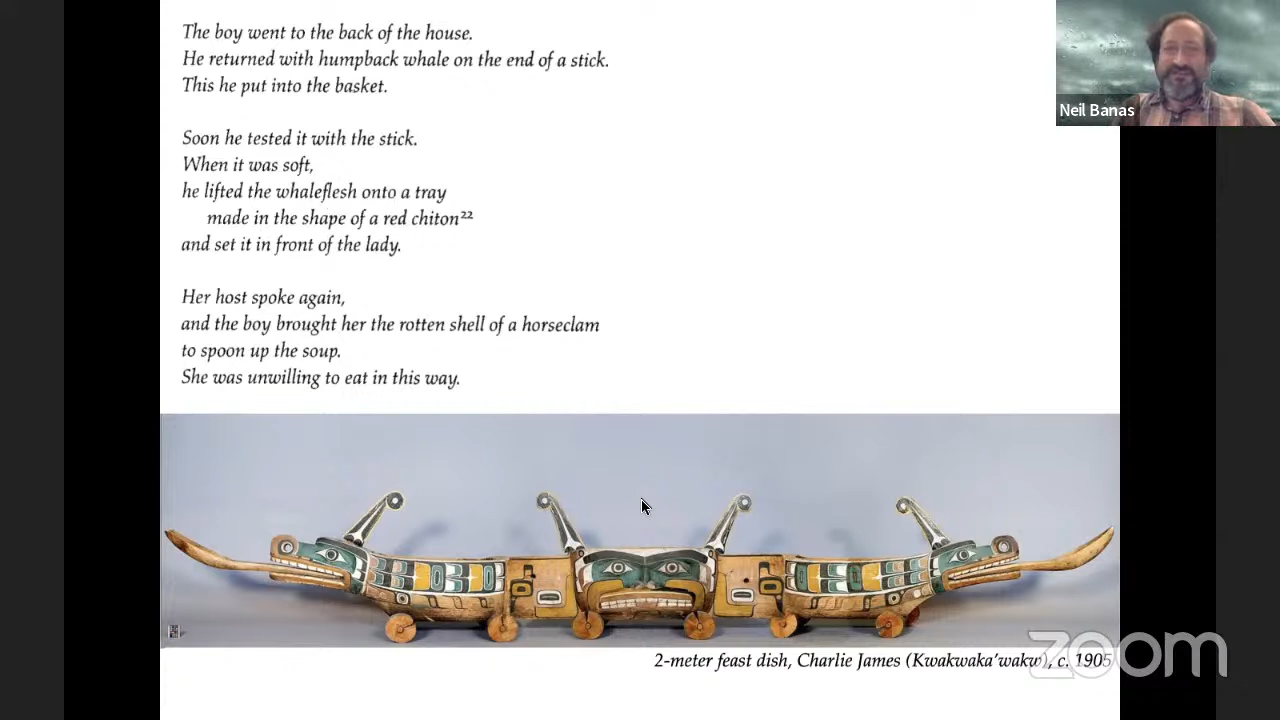 The boy went to the back of the house.
He returned with humpback whale on the end of a stick.
This he put into the basket.
Soon he tested it with the stick.
When it was soft,
he lifted the whaleflesh onto a tray
made in the shape of a red chiton²²
and set it in front of the lady.
Her host spoke again,
and the boy brought her the rotten shell of a horseclam
to spoon up the soup.
She was unwilling to eat in this way.
2-meter feast dish, Charlie James (Kwakwaka'wakw), c. 1905
Neil Banas
zoom